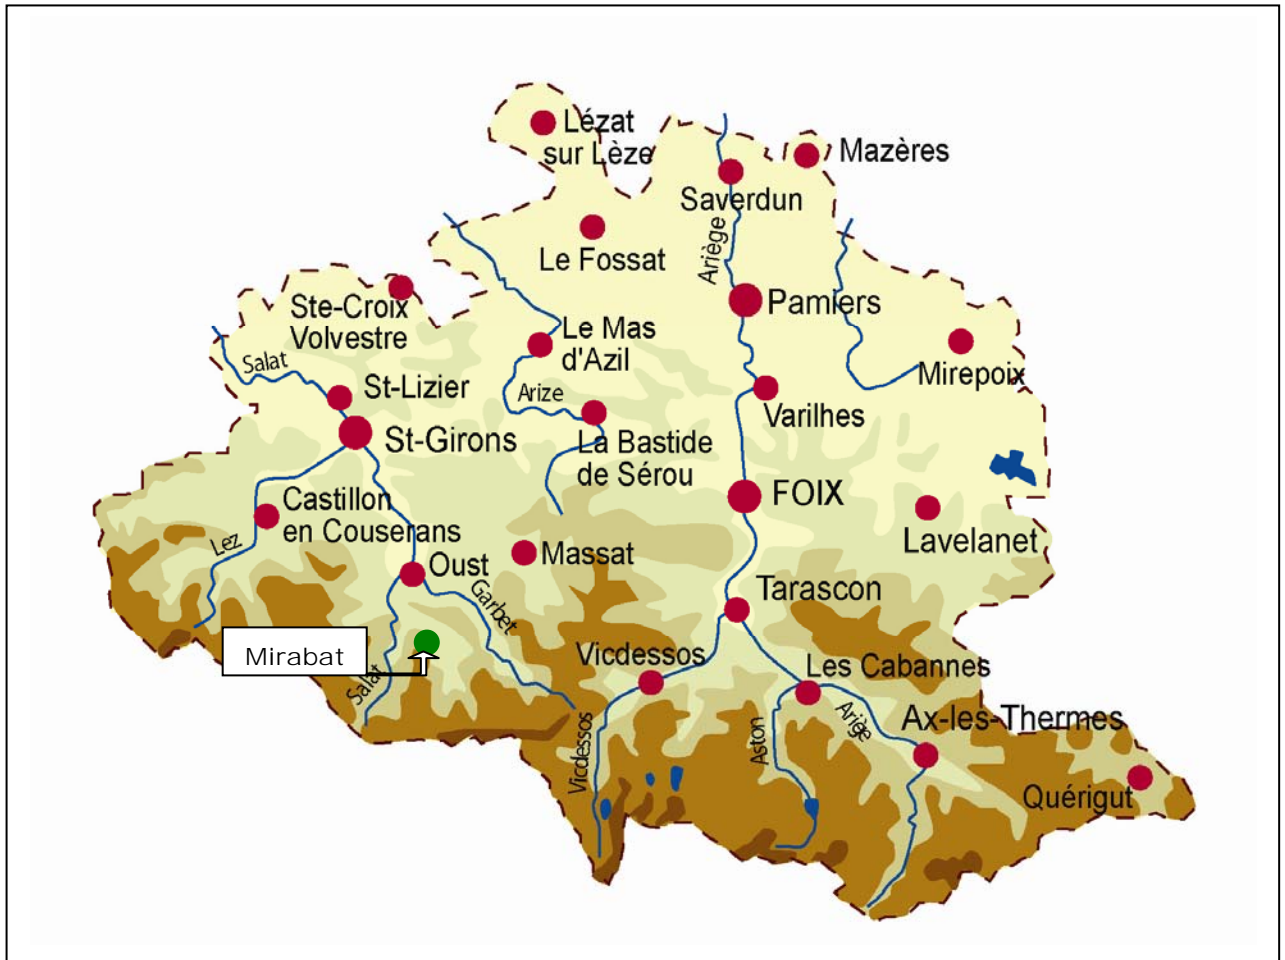 Lézat
sur Lèze
Mazères
Saverdun
Ariège
Le Fossat
Ste-Croix
Volvestre
Pamiers
Le Mas
d'Azil
Salat
St-Lizier
Arize
Mirepoix
Varilhes
St-Girons
La Bastide
de Sérou
Castillon
en Couserans
FOIX
Lez
Massat
Lavelanet
Oust
Garbet
Tarascon
Mirabat
Salat
Vicdessos
Les Cabannes
Vicdessos
Aston
Ariège
Ax-les-Thermes
Quérigut